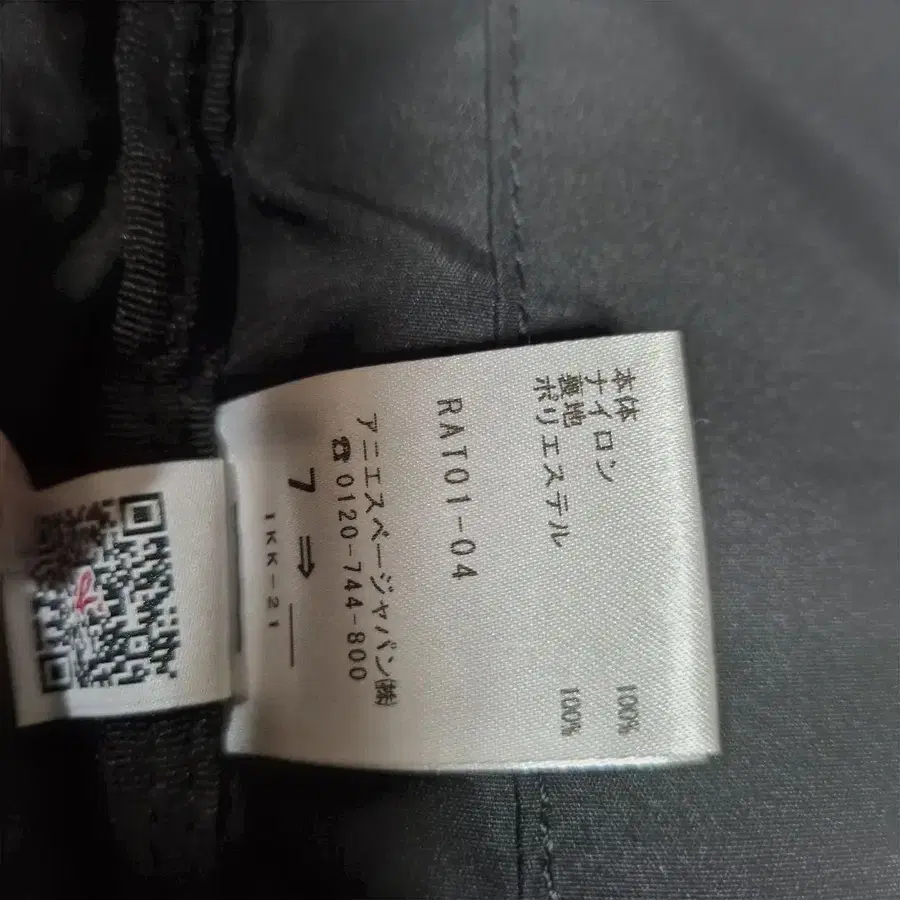 本体
ナイロン 100%
裏地
ポリエステル 100%
RAT01-04
アニエスベージャパン㈱
☎0120-744-800
7⇒
IKK-21